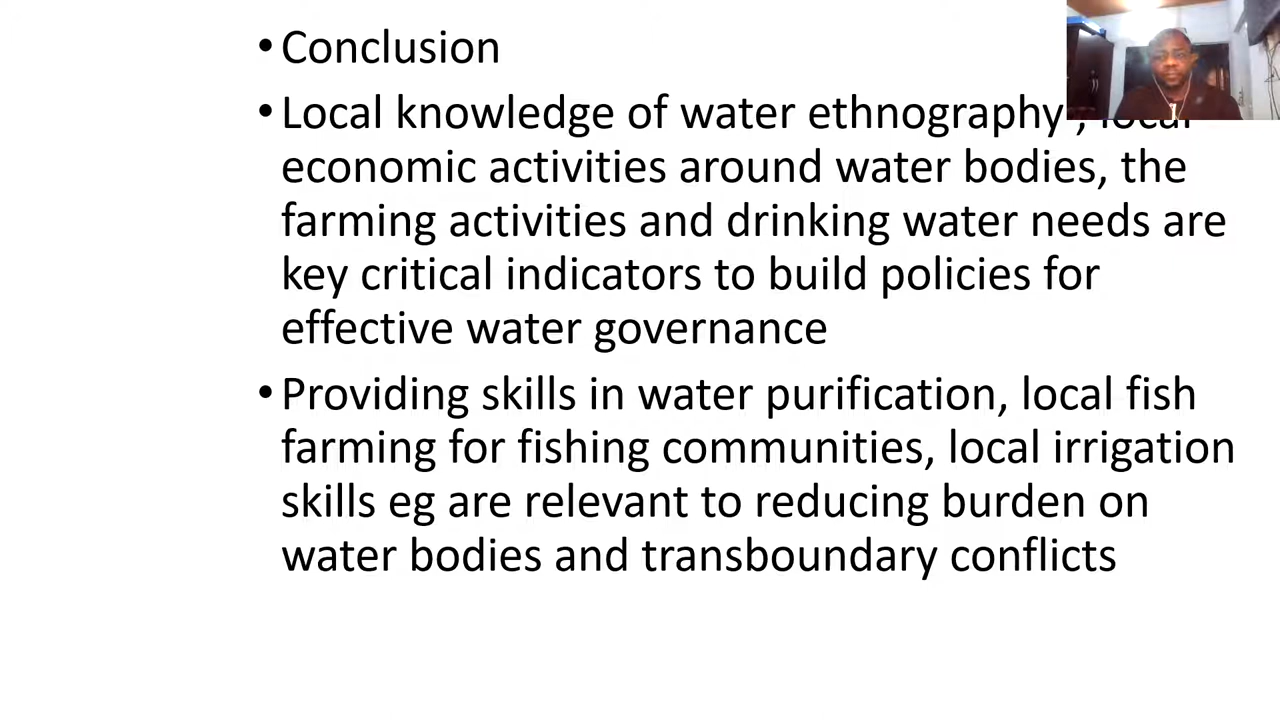 • Conclusion
• Local knowledge of water ethnography , local
economic activities around water bodies, the
farming activities and drinking water needs are
key critical indicators to build policies for
effective water governance
• Providing skills in water purification, local fish
farming for fishing communities, local irrigation
skills eg are relevant to reducing burden on
water bodies and transboundary conflicts